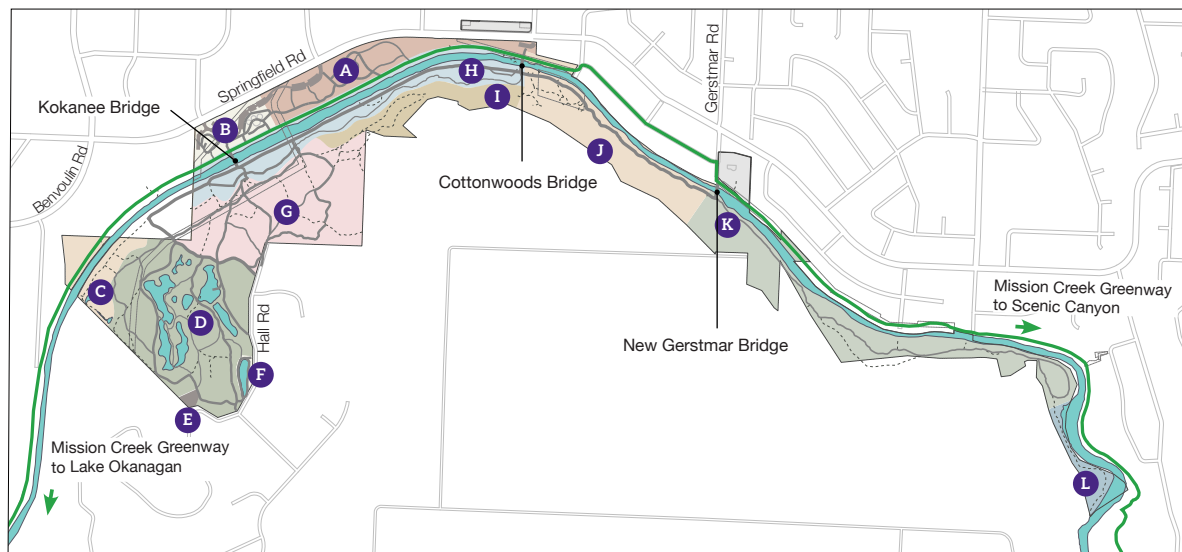 Springfield Rd
Gerstmar Rd
A
H
I
Kokanee Bridge
B
Benvoulin Rd
J
Cottonwoods Bridge
G
K
C
D
Hall Rd
Mission Creek Greenway
to Scenic Canyon
New Gerstmar Bridge
F
E
Mission Creek Greenway
to Lake Okanagan
L